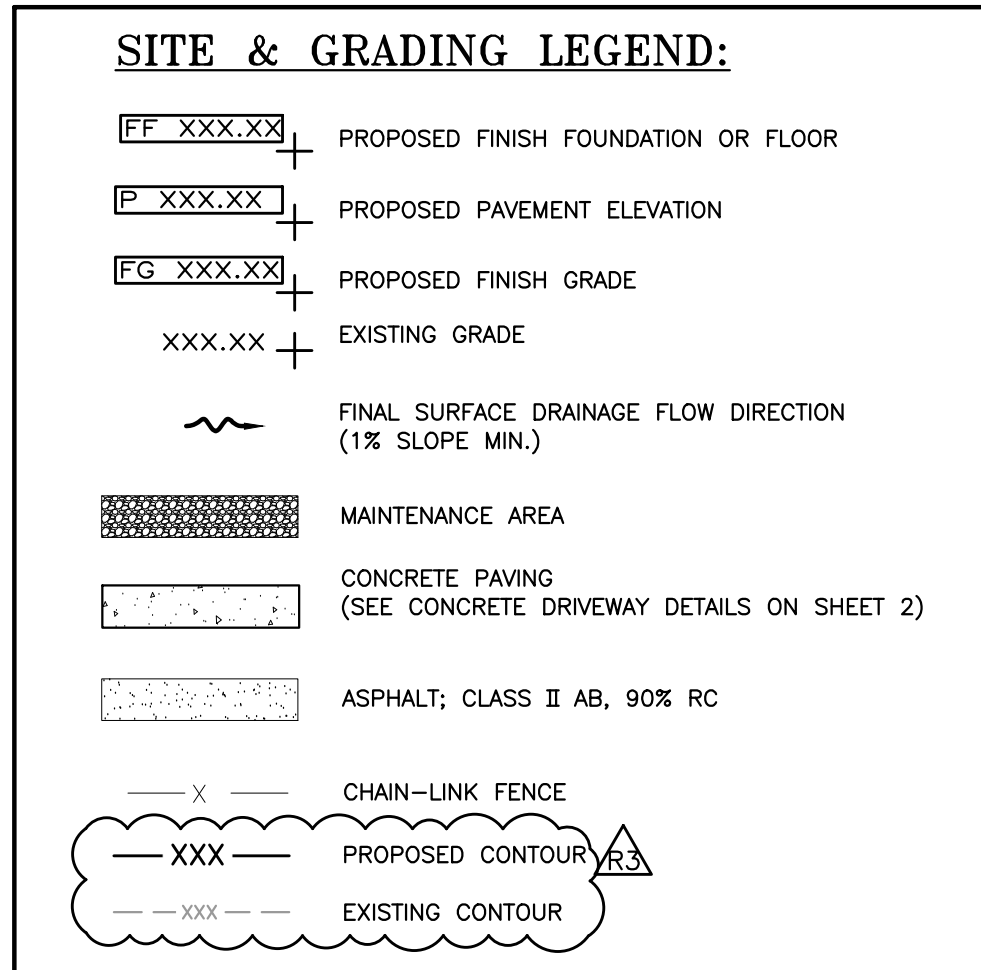 SITE & GRADING LEGEND:
FF XXX.XX PROPOSED FINISH FOUNDATION OR FLOOR
P XXX.XX PROPOSED PAVEMENT ELEVATION
FG XXX.XX PROPOSED FINISH GRADE
XXX.XX EXISTING GRADE
FINAL SURFACE DRAINAGE FLOW DIRECTION
(1% SLOPE MIN.)
MAINTENANCE AREA
CONCRETE PAVING
(SEE CONCRETE DRIVEWAY DETAILS ON SHEET 2)
ASPHALT; CLASS II AB, 90% RC
X CHAIN-LINK FENCE
XXX PROPOSED CONTOUR R3
XXX EXISTING CONTOUR